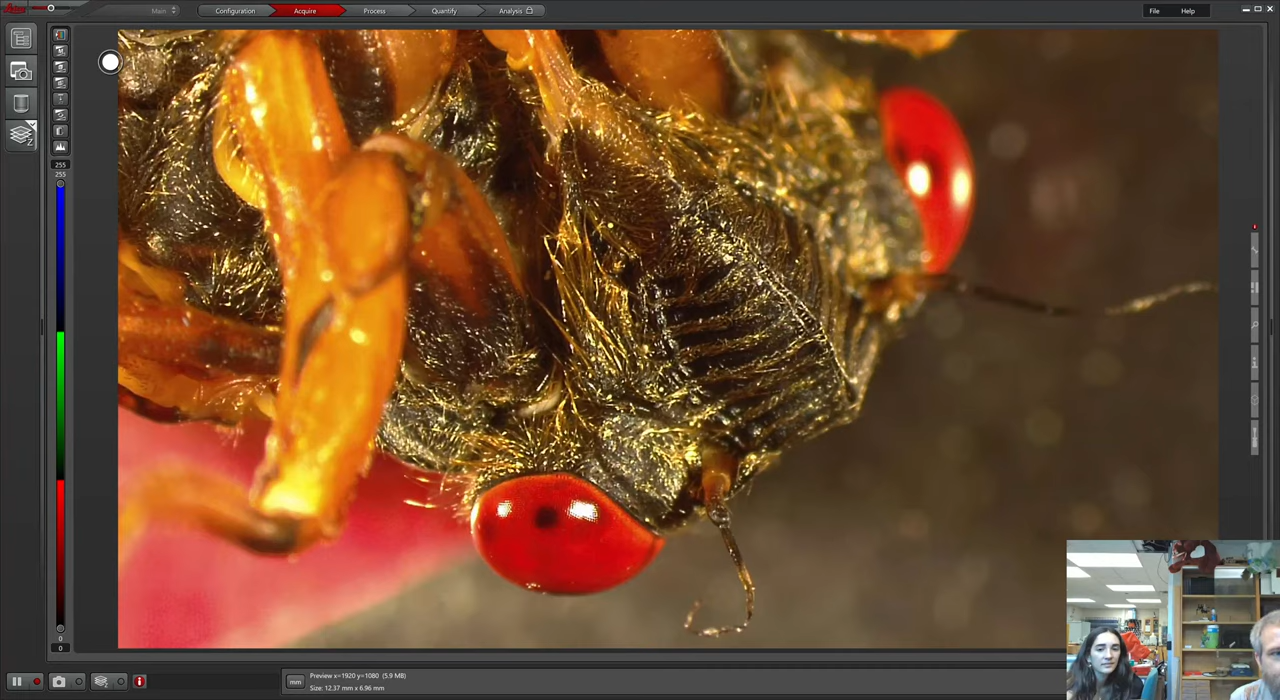 Main
Configuration
Acquire
Process
Quantify
Analysis
File
Help
255
255
0
0
mm
Preview x=1920 y=1080 (5.9 MB)
Size: 12.37 mm x 6.96 mm